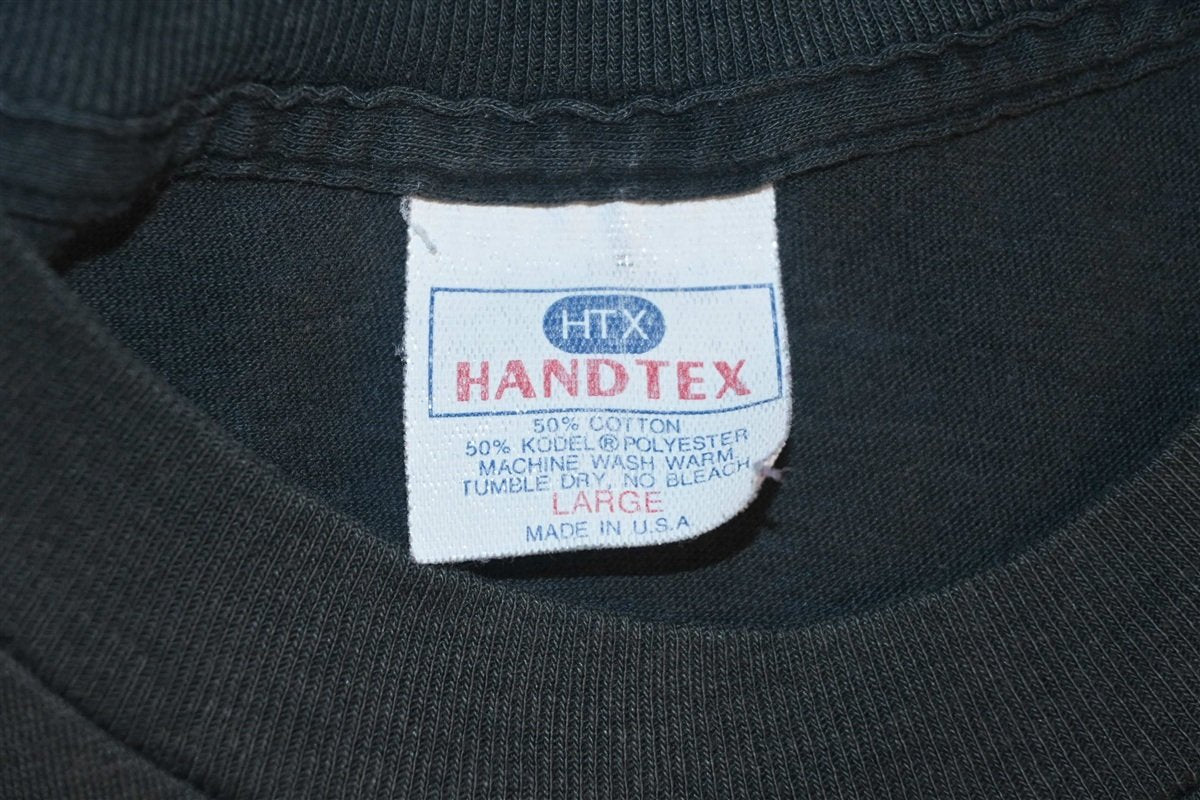 HTX
HANDTEX
50% COTTON
50% KODEL® POLYESTER
MACHINE WASH WARM
TUMBLE DRY, NO BLEACH
LARGE
MADE IN U.S.A